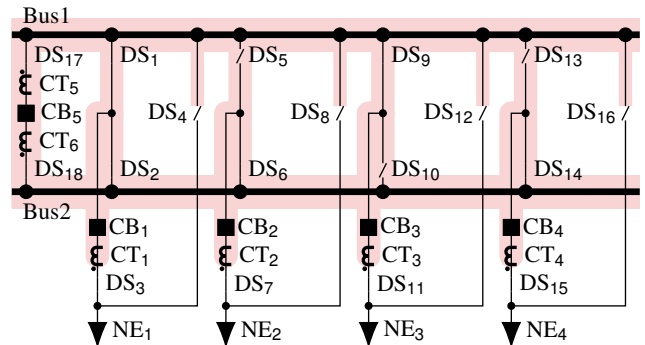 Bus1
DS17 DS1 DS5 DS9 DS13
CT5
CB5 DS4 DS8 DS12 DS16
CT6
DS18 DS2 DS6 DS10 DS14
Bus2
CB1 CB2 CB3 CB4
CT1 CT2 CT3 CT4
DS3 DS7 DS11 DS15
NE1 NE2 NE3 NE4